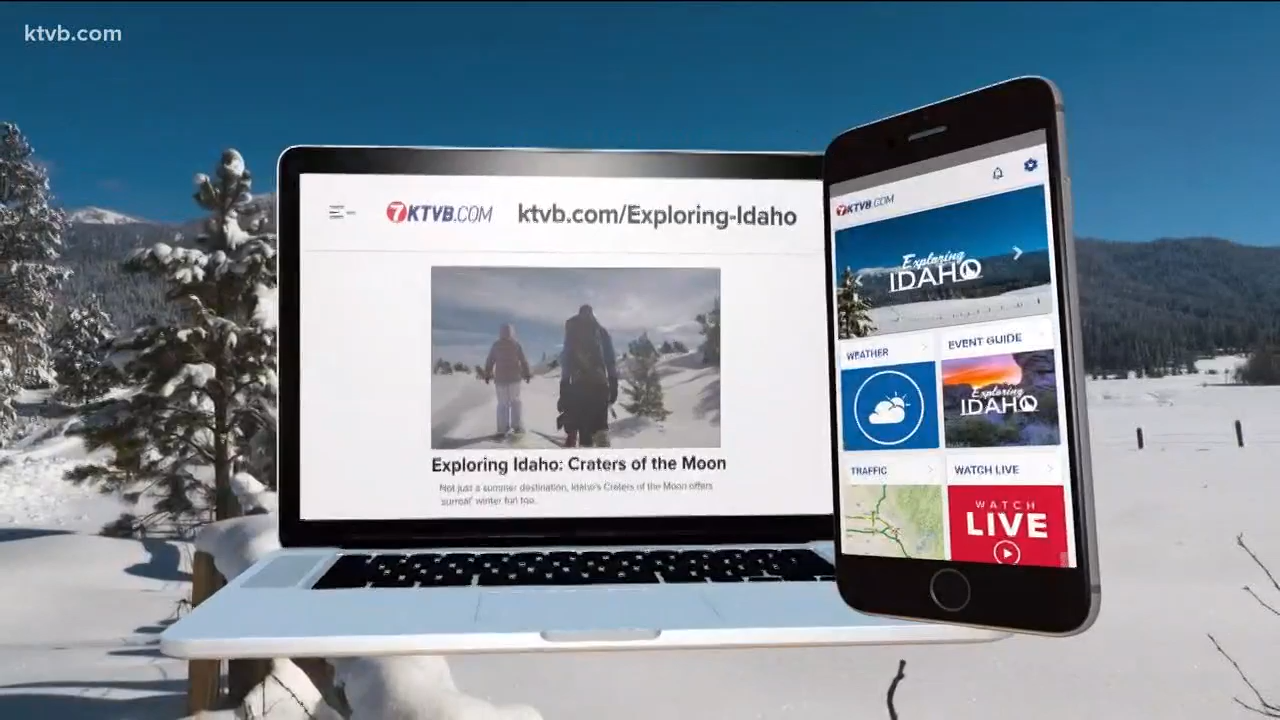 ktvb.com
7KTVB.COM ktvb.com/Exploring-Idaho
Exploring Idaho: Craters of the Moon
Not just a summer destination, Idaho's Craters of the Moon offers
surreal winter fun too.
7KTVB.COM
Exploring
IDAHO
WEATHER
EVENT GUIDE
Exploring
IDAHO
TRAFFIC
WATCH LIVE
WATCH
LIVE